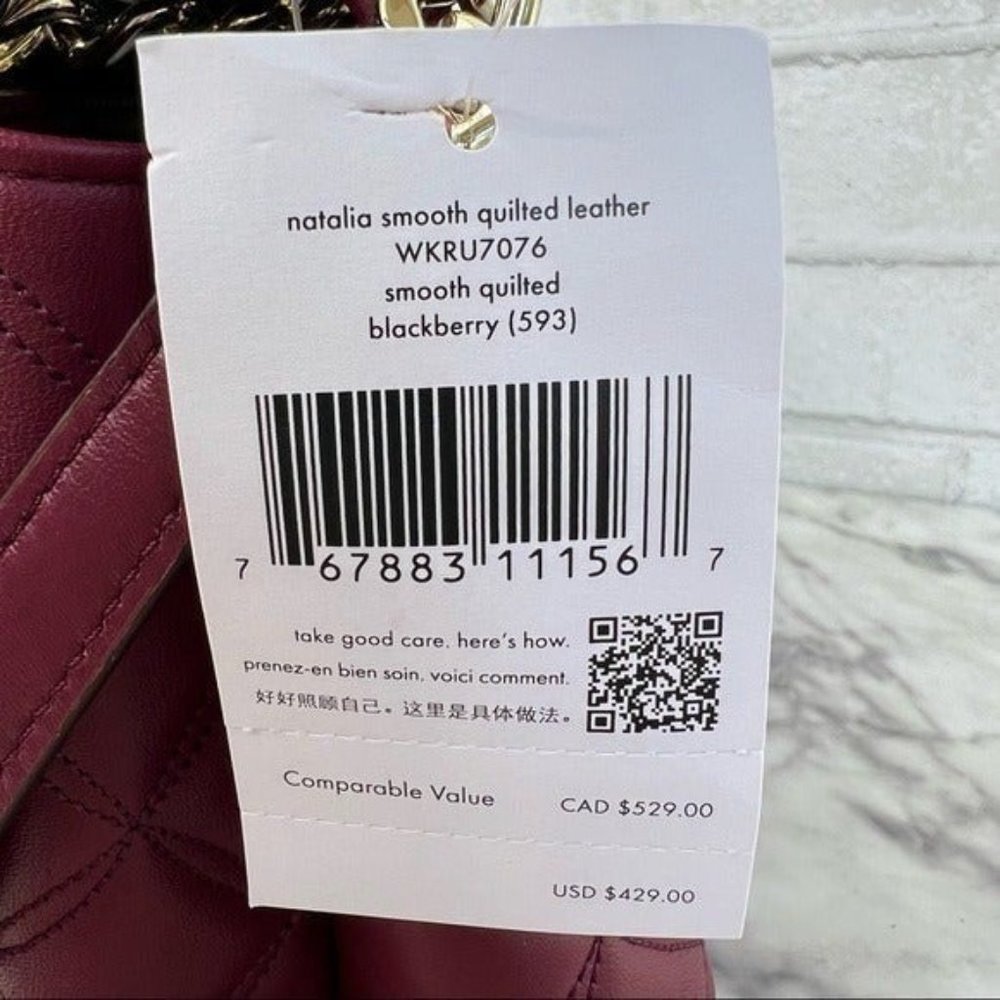 natalia smooth quilted leather
WKRU7076
smooth quilted
blackberry (593)
7 67883 11156 7
take good care. here's how.
prenez-en bien soin. voici comment.
好好照顾自己。这里是具体做法。
Comparable Value CAD $529.00
USD $429.00